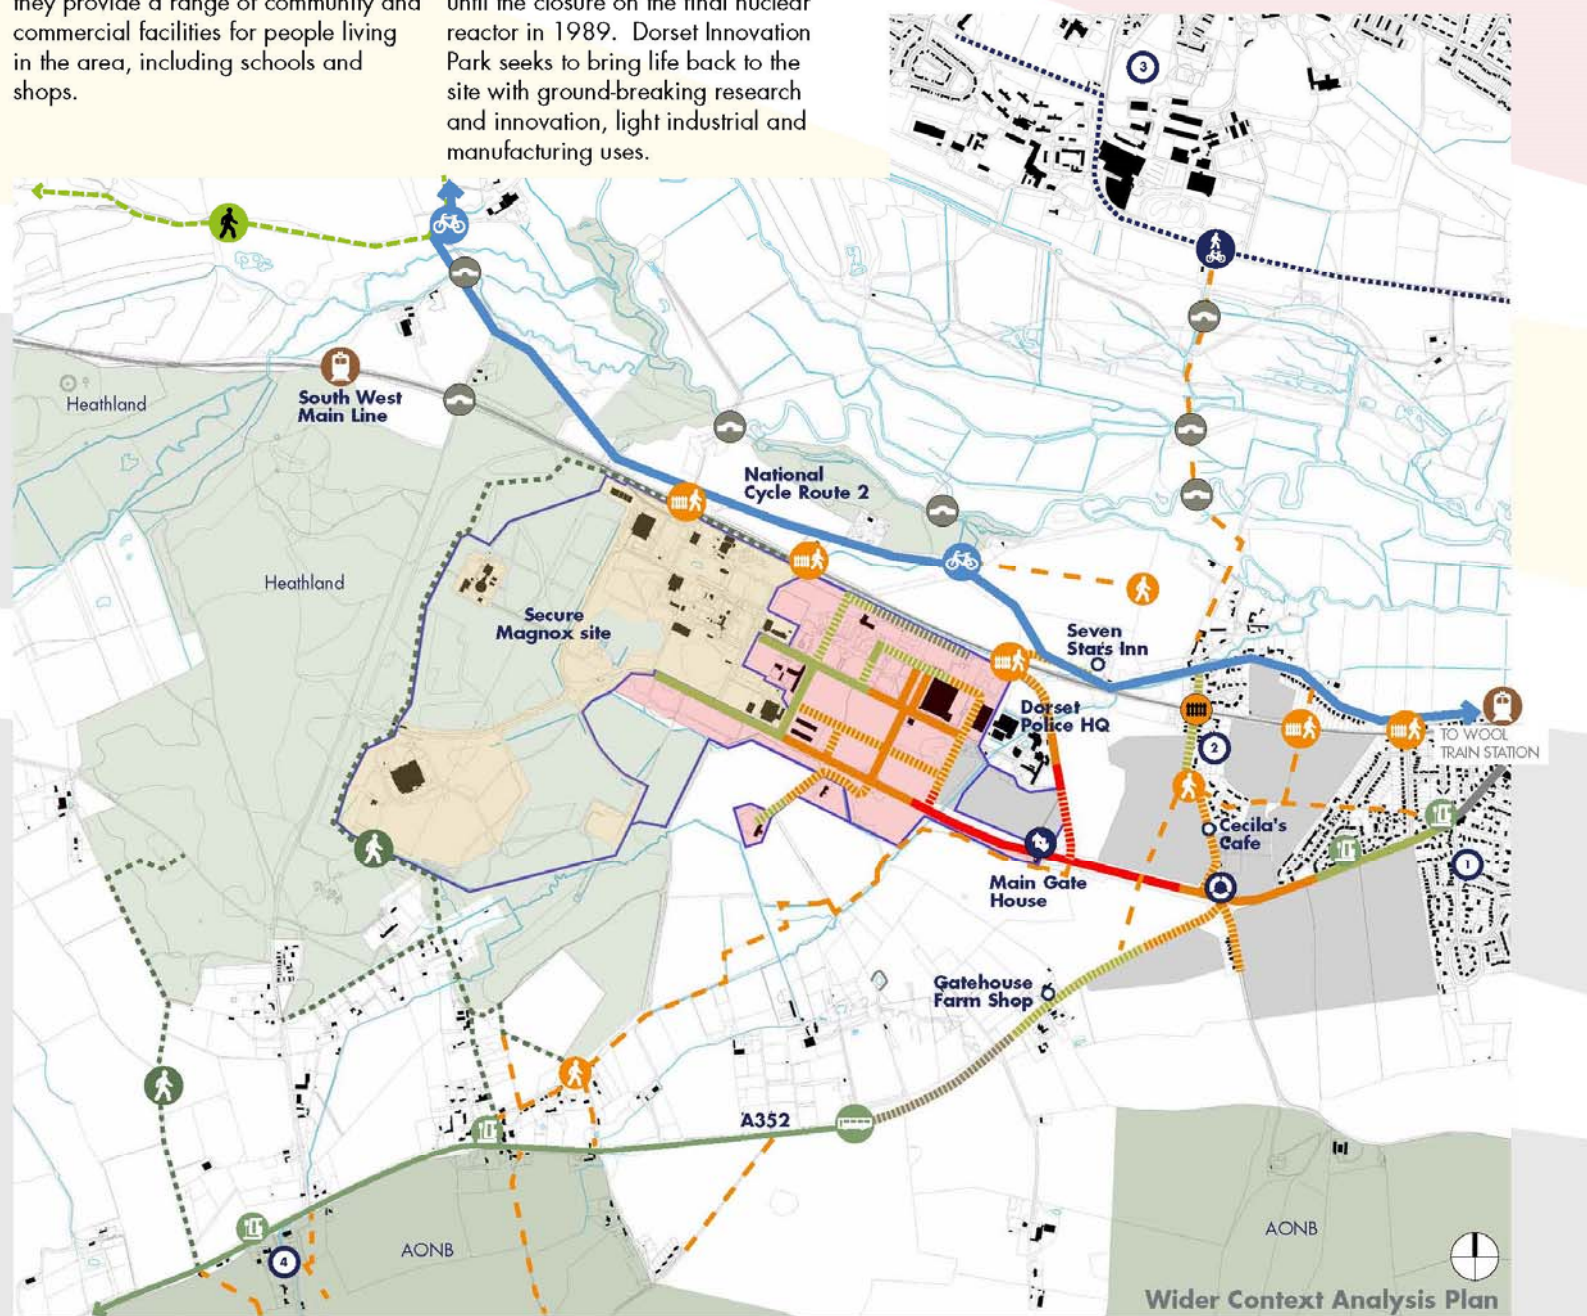 they provide a range of community and
commercial facilities for people living
in the area, including schools and
shops.
until the closure on the final nuclear
reactor in 1989. Dorset Innovation
Park seeks to bring life back to the
site with ground-breaking research
and innovation, light industrial and
manufacturing uses.
3
Heathland
South West
Main Line
National
Cycle Route 2
Heathland
Secure
Magnox site
Seven
Stars Inn
Dorset
Police HQ
2
TO WOOL
TRAIN STATION
Cecila's
Cafe
1
Main Gate
House
Gatehouse
Farm Shop
A352
AONB
4
AONB
Wider Context Analysis Plan